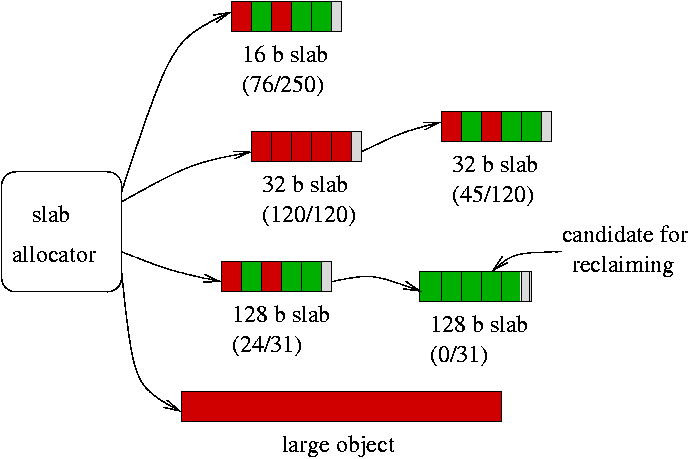 16 b slab
(76/250)
32 b slab
(120/120)
32 b slab
(45/120)
slab
allocator
candidate for
reclaiming
128 b slab
(24/31)
128 b slab
(0/31)
large object